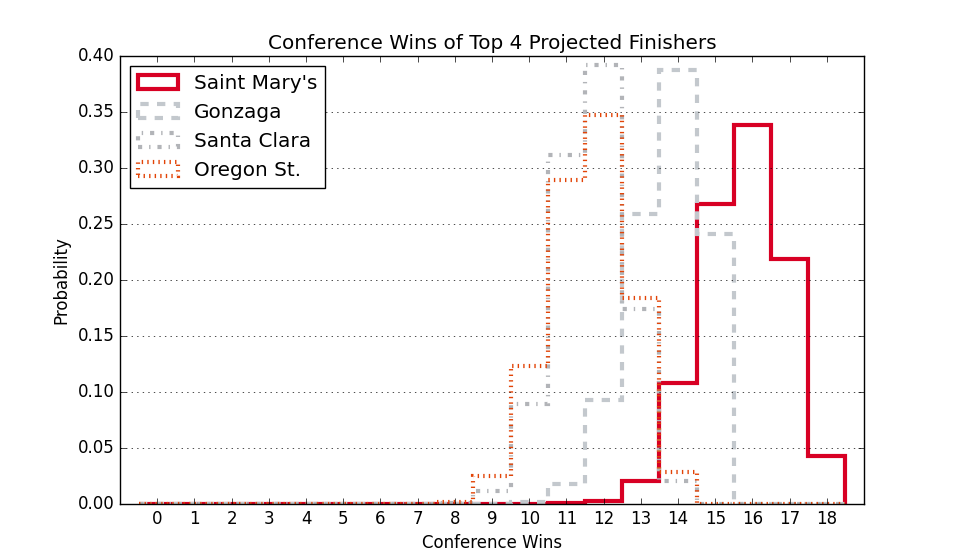 Conference Wins of Top 4 Projected Finishers
Saint Mary's
Gonzaga
Santa Clara
Oregon St.
0.40
0.35
0.30
0.25
0.20
0.15
0.10
0.05
0.00
Probability
0 1 2 3 4 5 6 7 8 9 10 11 12 13 14 15 16 17 18
Conference Wins